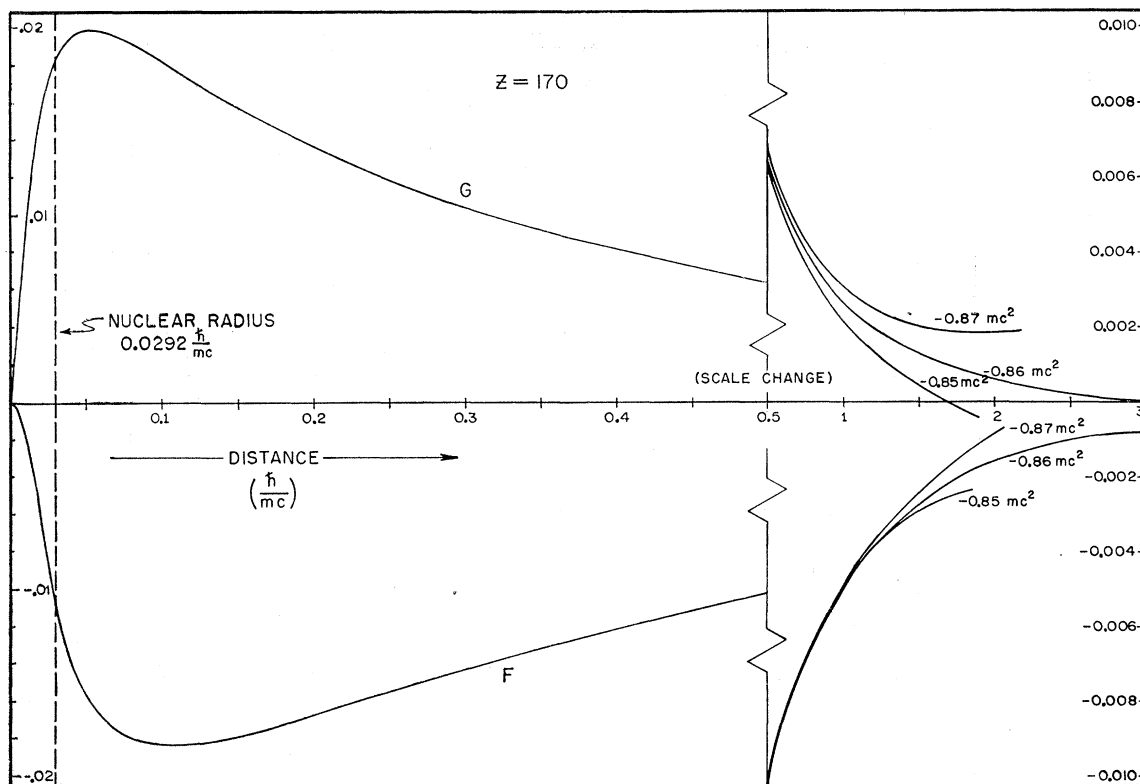 .02
0.010
Z = 170
0.008
0.006
G
.01
0.004
NUCLEAR RADIUS
0.0292 ℏ/mc
-0.87 mc²
0.002
(SCALE CHANGE)
-0.85 mc²
-0.86 mc²
0.1
0.2
0.3
0.4
0.5
1
2
3
-0.87 mc²
DISTANCE
(ℏ/mc)
-0.86 mc²
-0.002
-0.85 mc²
-0.004
-.01
-0.006
F
-0.008
-.02
-0.010